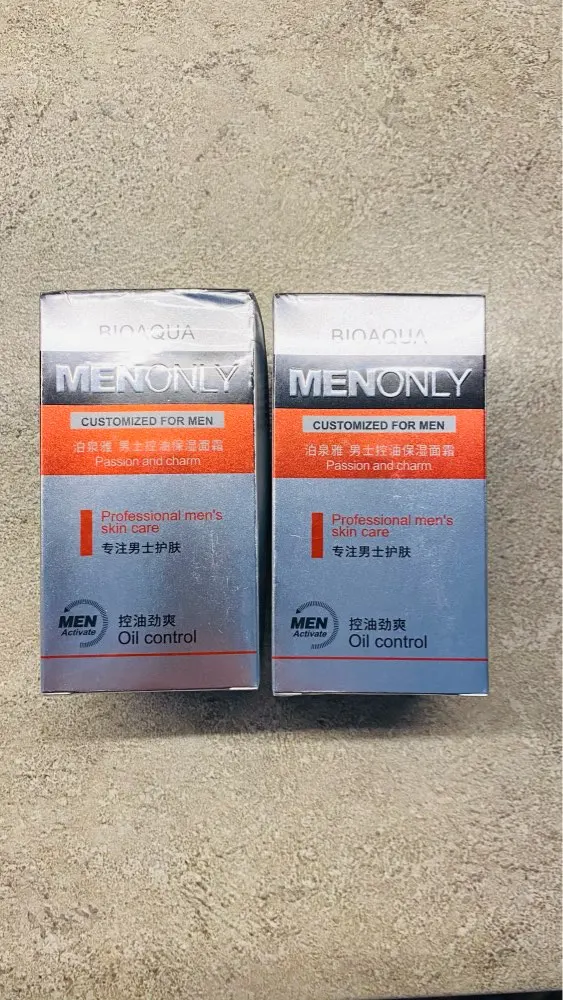 BIOAQUA
MENONLY
CUSTOMIZED FOR MEN
泊泉雅 男士控油保湿面霜
Passion and charm
Professional men's
skin care
专注男士护肤
MEN
Activate
控油劲爽
Oil control
BIOAQUA
MENONLY
CUSTOMIZED FOR MEN
泊泉雅 男士控油保湿面霜
Passion and charm
Professional men's
skin care
专注男士护肤
MEN
Activate
控油劲爽
Oil control